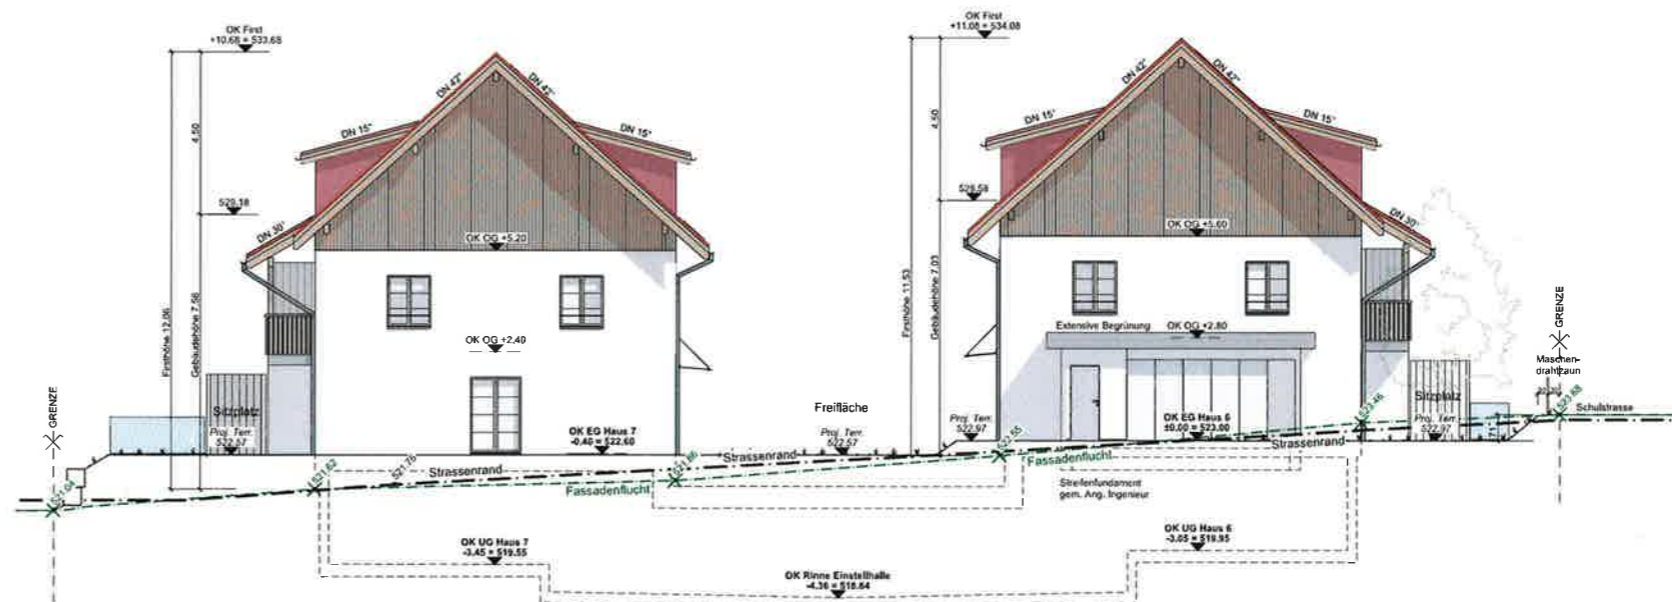 OK First
+10.68 = 533.68
DN 42°
DN 42°
DN 15°
DN 15°
4.50
529.18
DN 30°
OK OG +5.20
Firsthöhe 12.06
Gebäudehöhe 7.56
OK OG +2.40
GRENZE
Sitzplatz
Proj. Terr.
522.57
OK EG Haus 7
-0.40 = 522.60
Freifläche
Proj. Terr.
522.57
521.04
521.62
521.75
Strassenrand
Fassadenflucht
Strassenrand
OK UG Haus 7
-3.45 = 519.55
OK Rinne Einstellhalle
-4.36 = 518.64
OK First
+11.08 = 534.08
DN 42°
DN 42°
DN 15°
DN 15°
4.50
529.58
DN 30°
OK OG +5.60
Firsthöhe 11.53
Gebäudehöhe 7.03
Extensive Begrünung
OK OG +2.80
Proj. Terr.
522.97
522.55
OK EG Haus 6
±0.00 = 523.00
523.46
Sitzplatz
Proj. Terr.
522.97
Strassenrand
Fassadenflucht
Streifenfundament
gem. Ang. Ingenieur
OK UG Haus 6
-3.05 = 519.95
GRENZE
Maschen-
drahtzaun
523.68
Schulstrasse